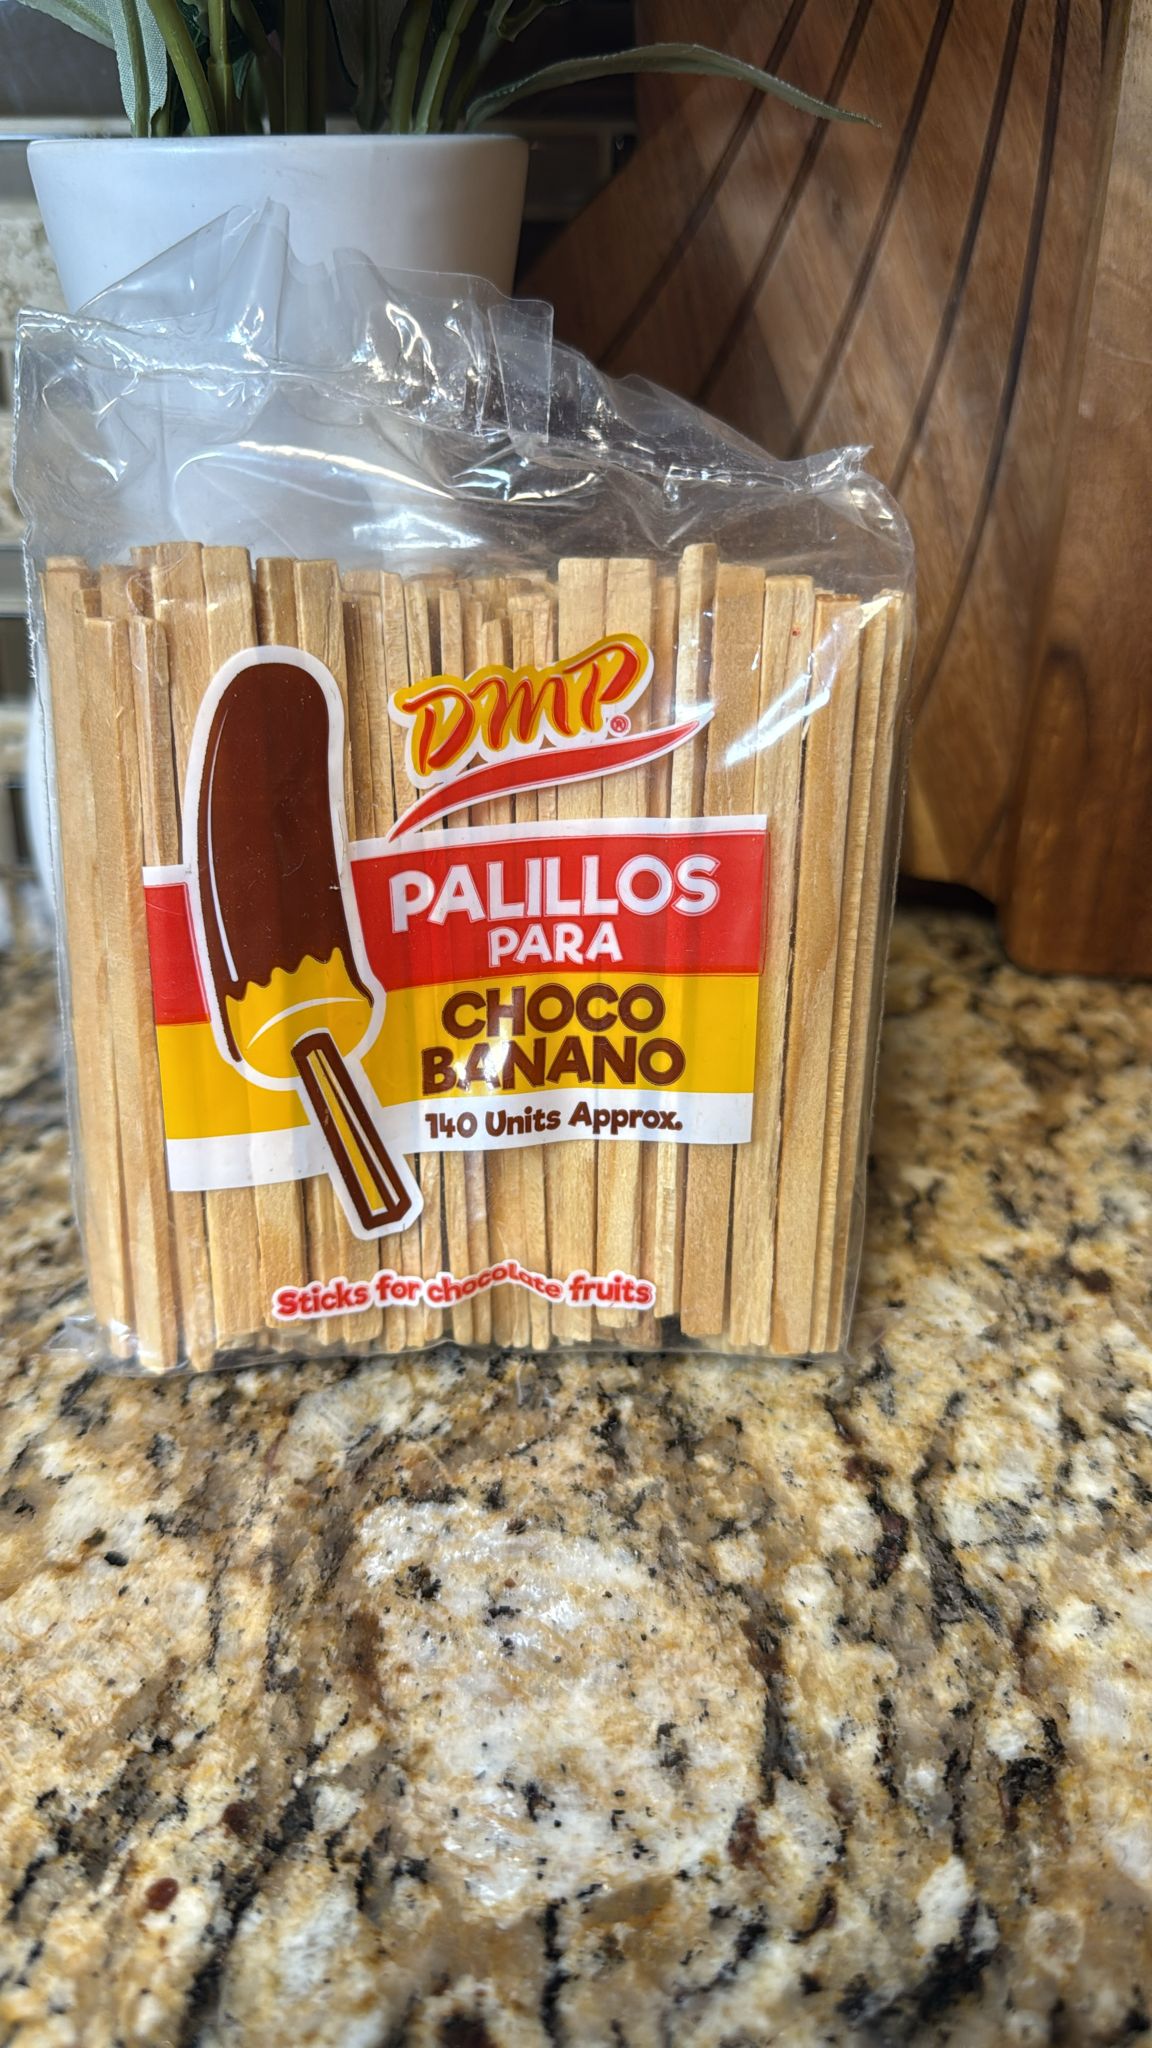 DMP®
PALILLOS
PARA
CHOCO
BANANO
140 Units Approx.
Sticks for chocolate fruits